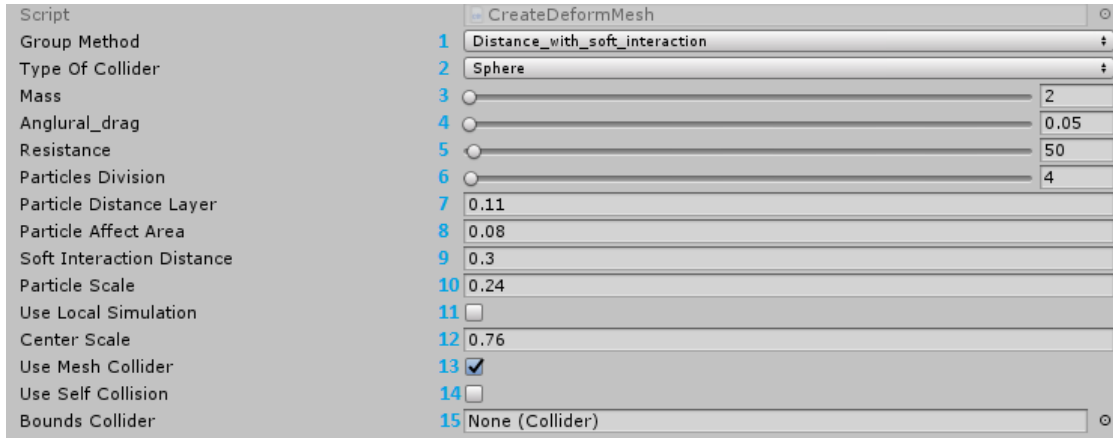 Script CreateDeformMesh
Group Method 1 Distance_with_soft_interaction
Type Of Collider 2 Sphere
Mass 3 2
Anglural_drag 4 0.05
Resistance 5 50
Particles Division 6 4
Particle Distance Layer 7 0.11
Particle Affect Area 8 0.08
Soft Interaction Distance 9 0.3
Particle Scale 10 0.24
Use Local Simulation 11
Center Scale 12 0.76
Use Mesh Collider 13
Use Self Collision 14
Bounds Collider 15 None (Collider)